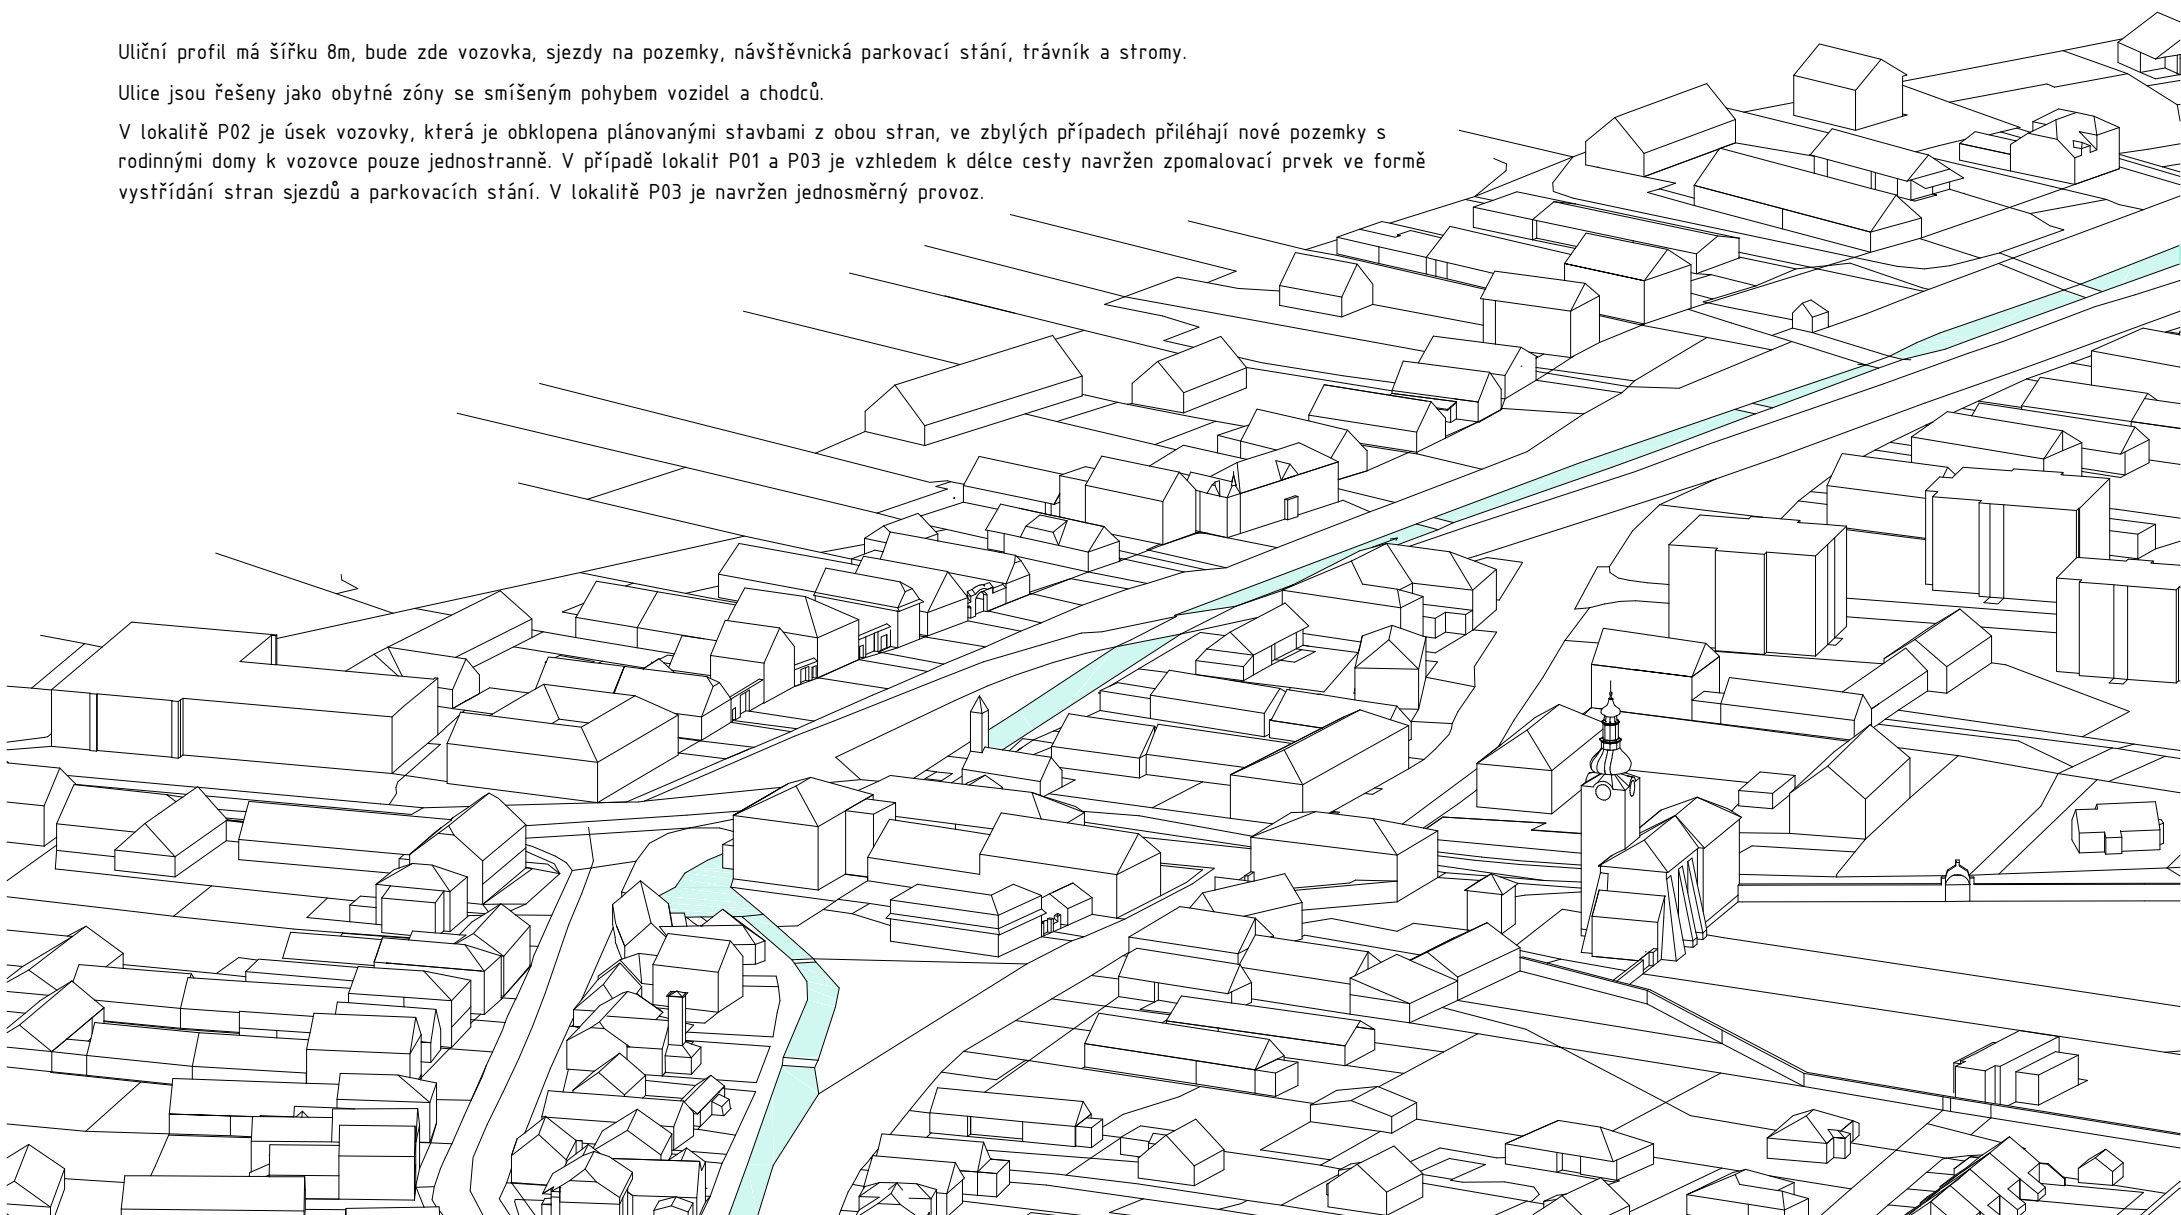 Uliční profil má šířku 8m, bude zde vozovka, sjezdy na pozemky, návštěvnická parkovací stání, trávník a stromy.
Ulice jsou řešeny jako obytné zóny se smíšeným pohybem vozidel a chodců.
V lokalitě P02 je úsek vozovky, která je obklopena plánovanými stavbami z obou stran, ve zbylých případech přiléhají nové pozemky s
rodinnými domy k vozovce pouze jednostranně. V případě lokalit P01 a P03 je vzhledem k délce cesty navržen zpomalovací prvek ve formě
vystřídání stran sjezdů a parkovacích stání. V lokalitě P03 je navržen jednosměrný provoz.